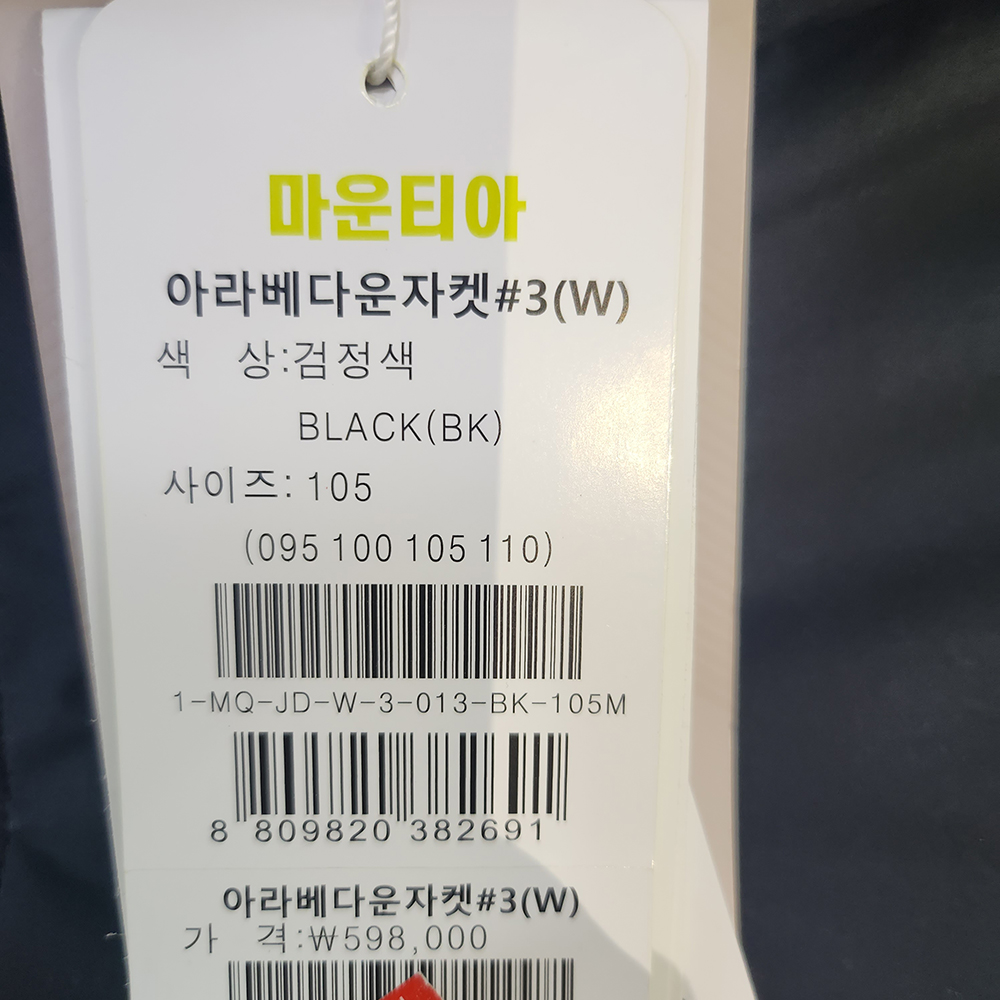 마운티아
아라베다운자켓#3(W)
색 상:검정색
BLACK(BK)
사이즈: 105
(095 100 105 110)
1-MQ-JD-W-3-013-BK-105M
8 809820 382691
아라베다운자켓#3(W)
가 격:₩598,000